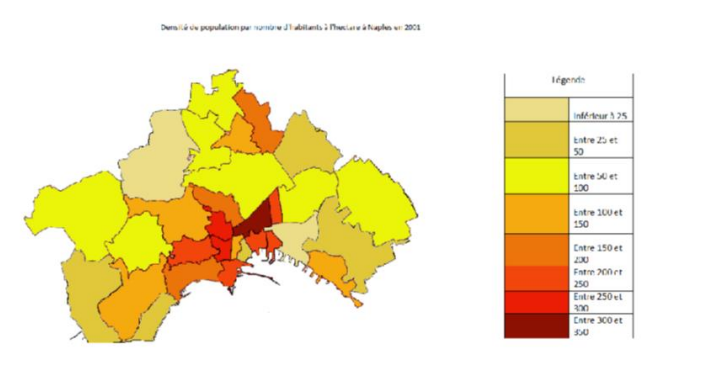 Densité de population par nombre d'habitants à l'hectare à Naples en 2001
Légende
Inférieur à 25
Entre 25 et
50
Entre 50 et
100
Entre 100 et
150
Entre 150 et
200
Entre 200 et
250
Entre 250 et
300
Entre 300 et
350